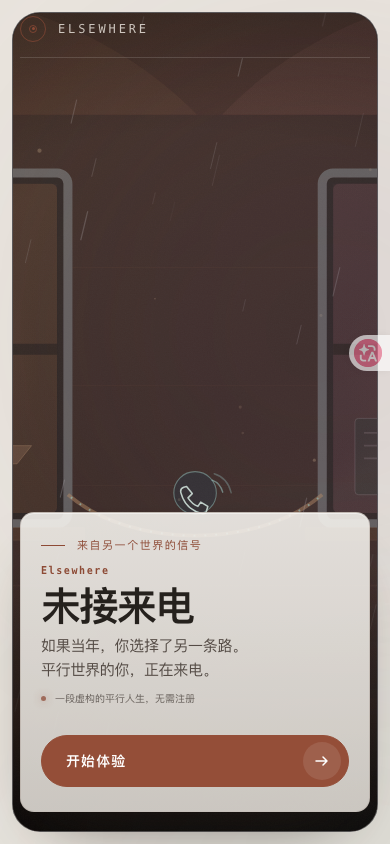 ELSEWHERE
来自另一个世界的信号
Elsewhere
未接来电
如果当年，你选择了另一条路。
平行世界的你，正在来电。
一段虚构的平行人生，无需注册
开始体验